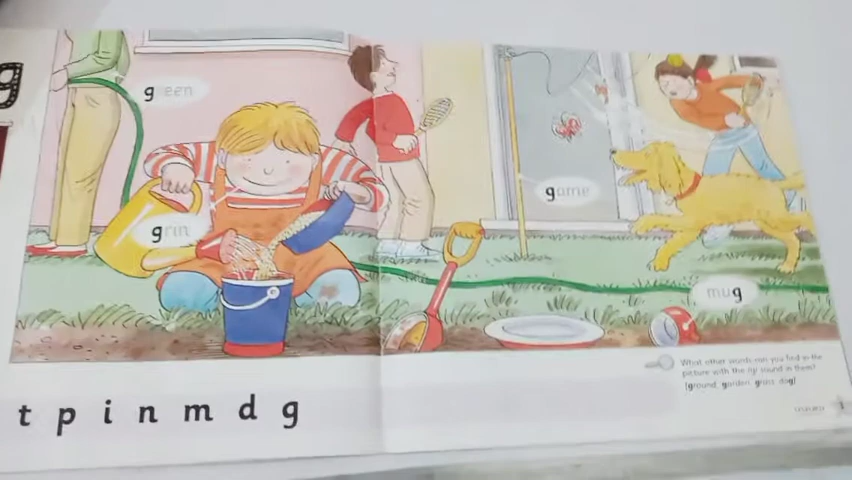 g
green
grin
game
mug
What other words can you find in the
picture with the /g/ sound in them?
(ground, garden, grass, dog)
t p i n m d g